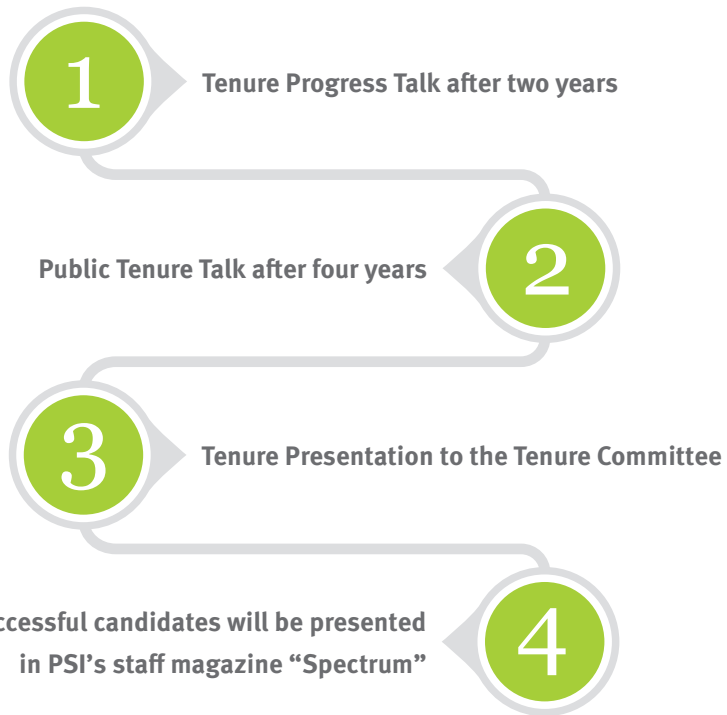 1
Tenure Progress Talk after two years
Public Tenure Talk after four years
2
3
Tenure Presentation to the Tenure Committee
ccessful candidates will be presented
in PSI’s staff magazine “Spectrum”
4